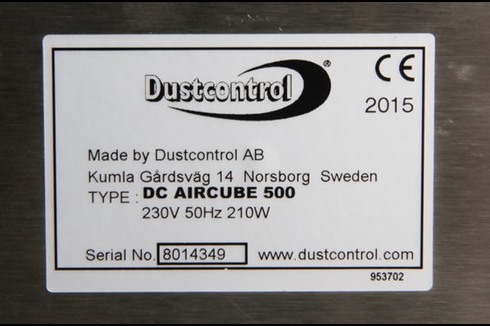 Dustcontrol ®
CE
2015
Made by Dustcontrol AB
Kumla Gårdsväg 14 Norsborg Sweden
TYPE : DC AIRCUBE 500
230V 50Hz 210W
Serial No. 8014349 www.dustcontrol.com
953702